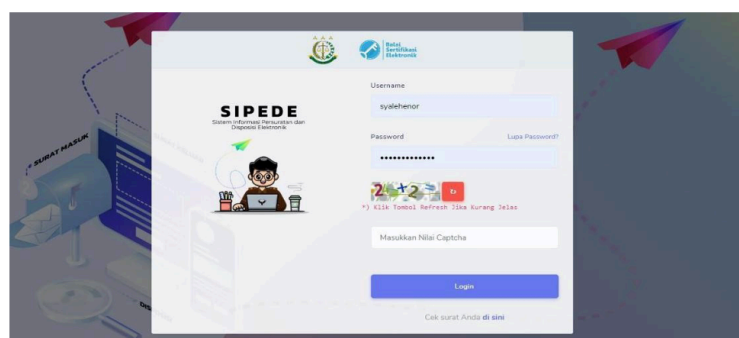 Balai
Sertifikasi
Elektronik
SIPEDE
Sistem Informasi Persuratan dan
Disposisi Elektronik
SURAT MASUK
Username
syalehenor
Password
Lupa Password?
2+2=
*) Klik Tombol Refresh Jika Kurang Jelas
Masukkan Nilai Captcha
Login
Cek surat Anda di sini